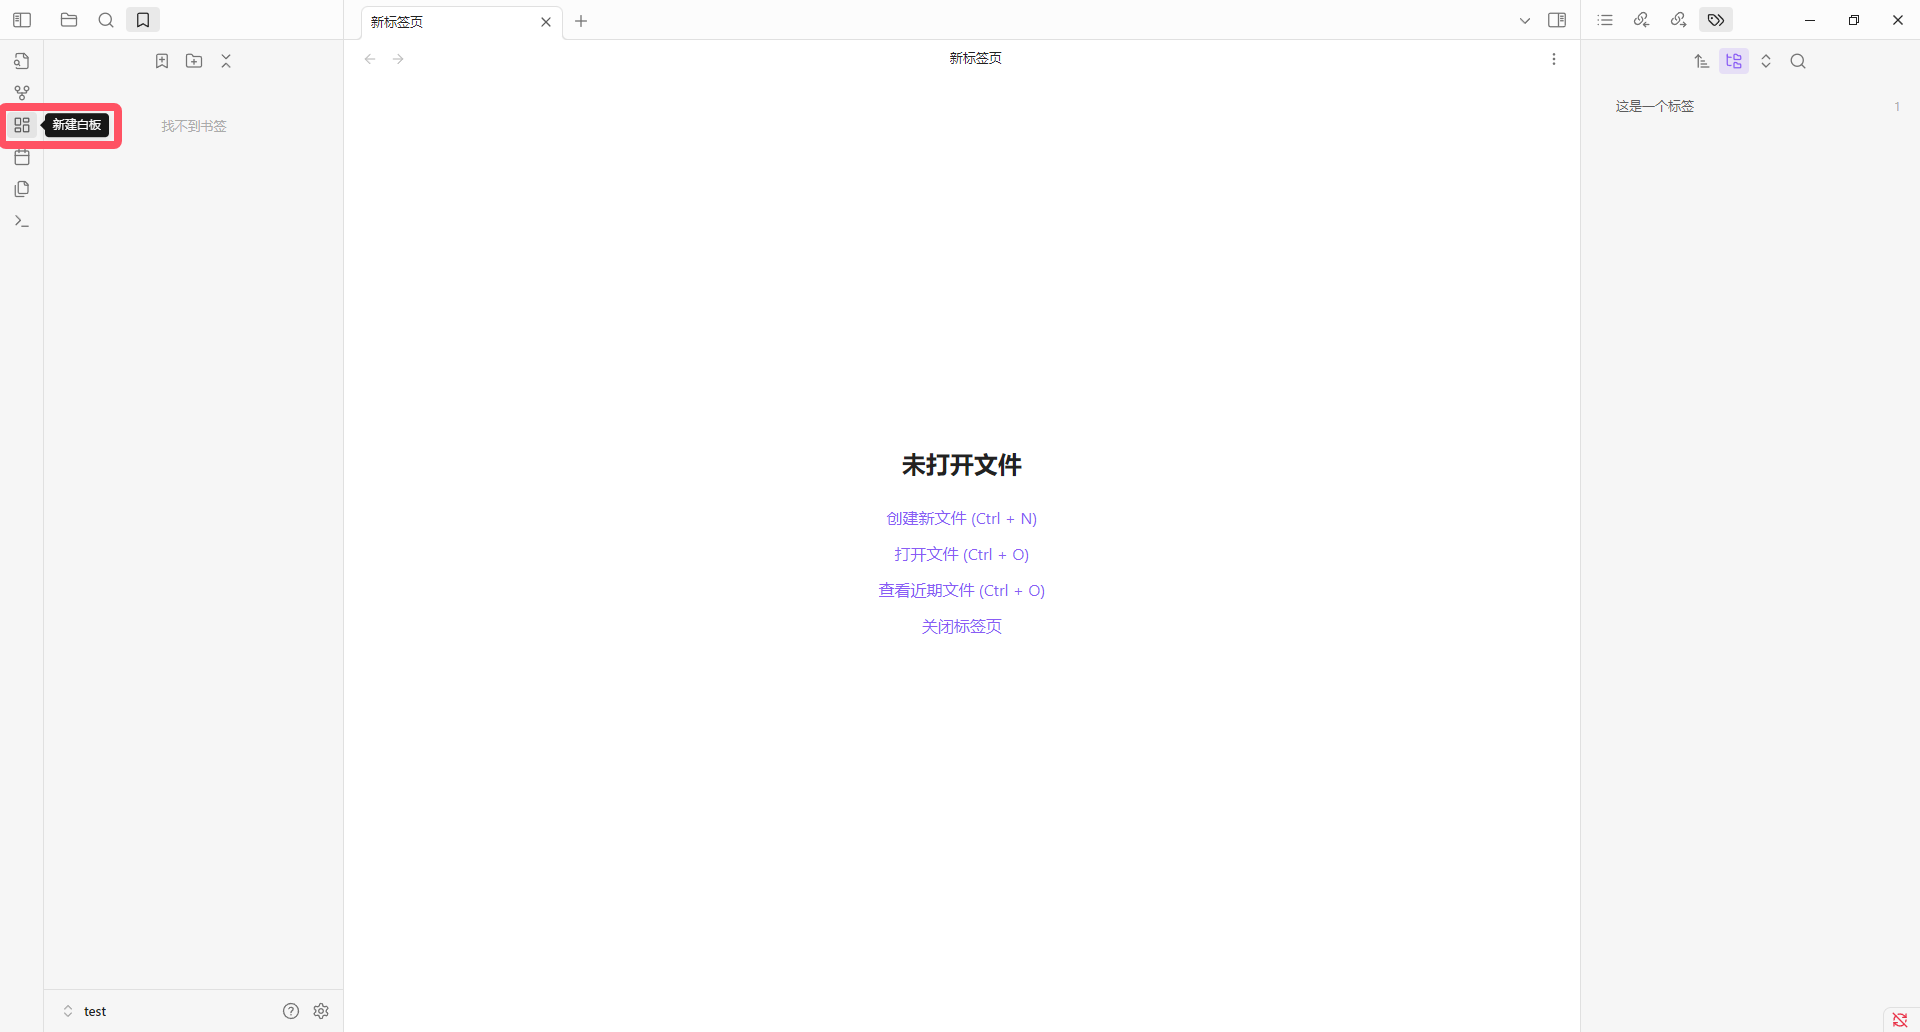 新标签页
新标签页
新建白板
找不到书签
这是一个标签 1
未打开文件
创建新文件 (Ctrl + N)
打开文件 (Ctrl + O)
查看近期文件 (Ctrl + O)
关闭标签页
test